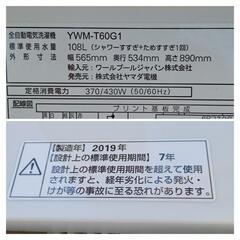 全自動電気洗濯機 YWM-T60G1
標準使用水量 108L (シャワーすすぎ+ためすすぎ1回)
外形寸法 幅565mm 奥行534mm 高さ890mm
輸入元/ワールプールジャパン株式会社
販売元/株式会社ヤマダ電機
定格消費電力 370/430W (50/60Hz)
配線図 プリント基板完成
【製造年】2019年
【設計上の標準使用期間】 7年
設計上の標準使用期間を超えて使用
されますと、経年劣化による発火・
けが等の事故に至る恐れがあります。